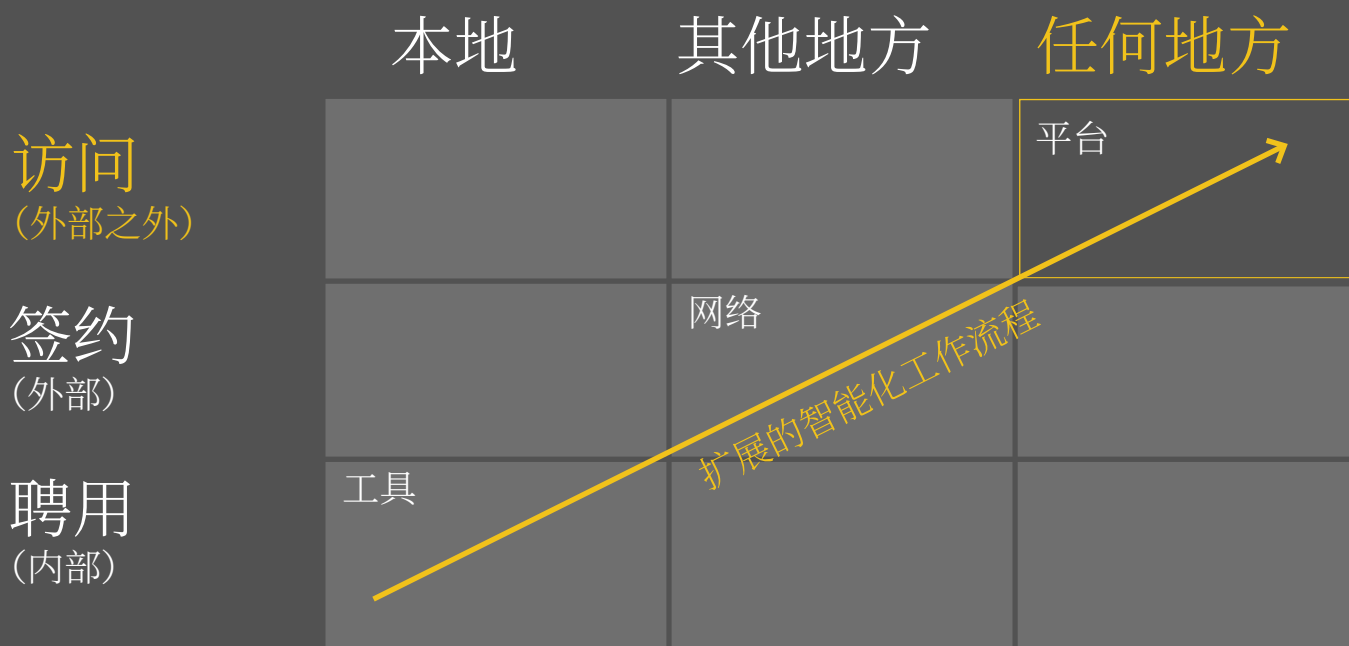 本地
其他地方
任何地方
访问
（外部之外）
平台
签约
（外部）
网络
扩展的智能化工作流程
聘用
（内部）
工具